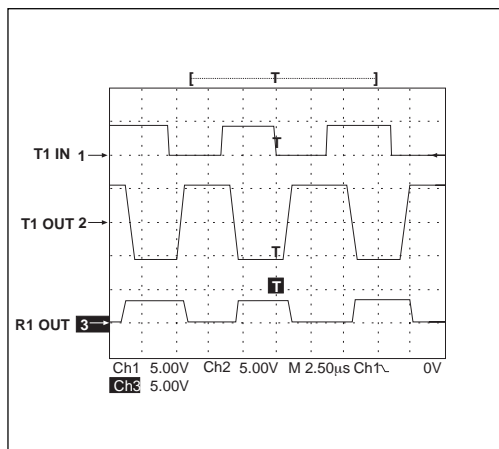 [ T ]
T
T1 IN 1
T1 OUT 2
T
T
R1 OUT 3
Ch1 5.00V Ch2 5.00V M 2.50µs Ch1 0V
Ch3 5.00V